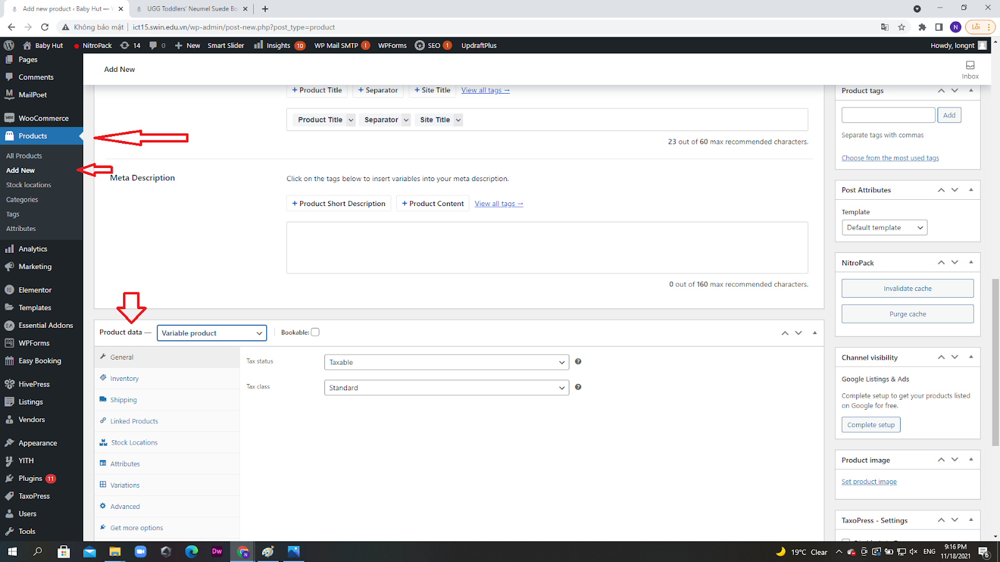 Add new product ‹ Baby Hut —
UGG Toddlers' Neumel Suede Bo
Không bảo mật
ict15.swin.edu.vn/wp-admin/post-new.php?post_type=product
N
Lỗi
Baby Hut
NitroPack
14
0
New
Smart Slider
Insights 10
WP Mail SMTP !
WPForms
SEO 1
UpdraftPlus
Howdy, longnt
Pages
Comments
MailPoet
WooCommerce
Products
All Products
Add New
Stock locations
Categories
Tags
Attributes
Analytics
Marketing
Elementor
Templates
Essential Addons
WPForms
Easy Booking
HivePress
Listings
Vendors
Appearance
YITH
Plugins 11
TaxoPress
Users
Tools
Add New
Inbox
+ Product Title + Separator + Site Title View all tags →
Product Title Separator Site Title
23 out of 60 max recommended characters.
Meta Description
Click on the tags below to insert variables into your meta description.
+ Product Short Description + Product Content View all tags →
0 out of 160 max recommended characters.
Product data — Variable product Bookable:
General
Inventory
Shipping
Linked Products
Stock Locations
Attributes
Variations
Advanced
Get more options
Tax status Taxable
Tax class Standard
Product tags
Add
Separate tags with commas
Choose from the most used tags
Post Attributes
Template
Default template
NitroPack
Invalidate cache
Purge cache
Channel visibility
Google Listings & Ads
Complete setup to get your products listed
on Google for free.
Complete setup
Product image
Set product image
TaxoPress - Settings
Dw
N
19°C Clear
ENG
9:16 PM
11/18/2021
6